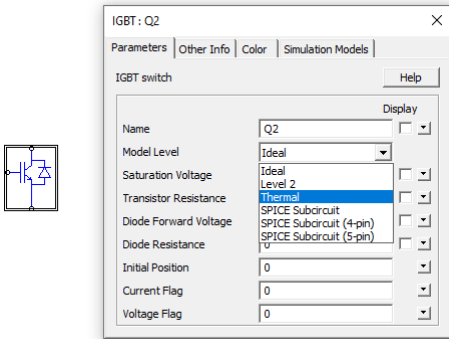 IGBT : Q2
Parameters Other Info Color Simulation Models
IGBT switch Help
Display
Name Q2
Model Level Ideal
Ideal
Saturation Voltage
Level 2
Transistor Resistance Thermal
SPICE Subcircuit
Diode Forward Voltage
SPICE Subcircuit (4-pin)
SPICE Subcircuit (5-pin)
Diode Resistance 0
Initial Position 0
Current Flag 0
Voltage Flag 0